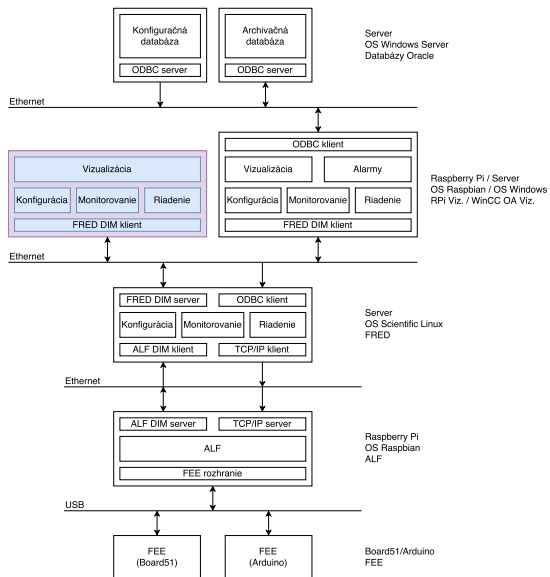 Konfiguračná
databáza
ODBC server
Archivačná
databáza
ODBC server
Server
OS Windows Server
Databázy Oracle
Ethernet
Vizualizácia
Konfigurácia
Monitorovanie
Riadenie
FRED DIM klient
ODBC klient
Vizualizácia
Alarmy
Konfigurácia
Monitorovanie
Riadenie
FRED DIM klient
Raspberry Pi / Server
OS Raspbian / OS Windows
RPi Viz. / WinCC OA Viz.
Ethernet
FRED DIM server
ODBC klient
Konfigurácia
Monitorovanie
Riadenie
ALF DIM klient
TCP/IP klient
Server
OS Scientific Linux
FRED
Ethernet
ALF DIM server
TCP/IP server
ALF
FEE rozhranie
Raspberry Pi
OS Raspbian
ALF
USB
FEE
(Board51)
FEE
(Arduino)
Board51/Arduino
FEE